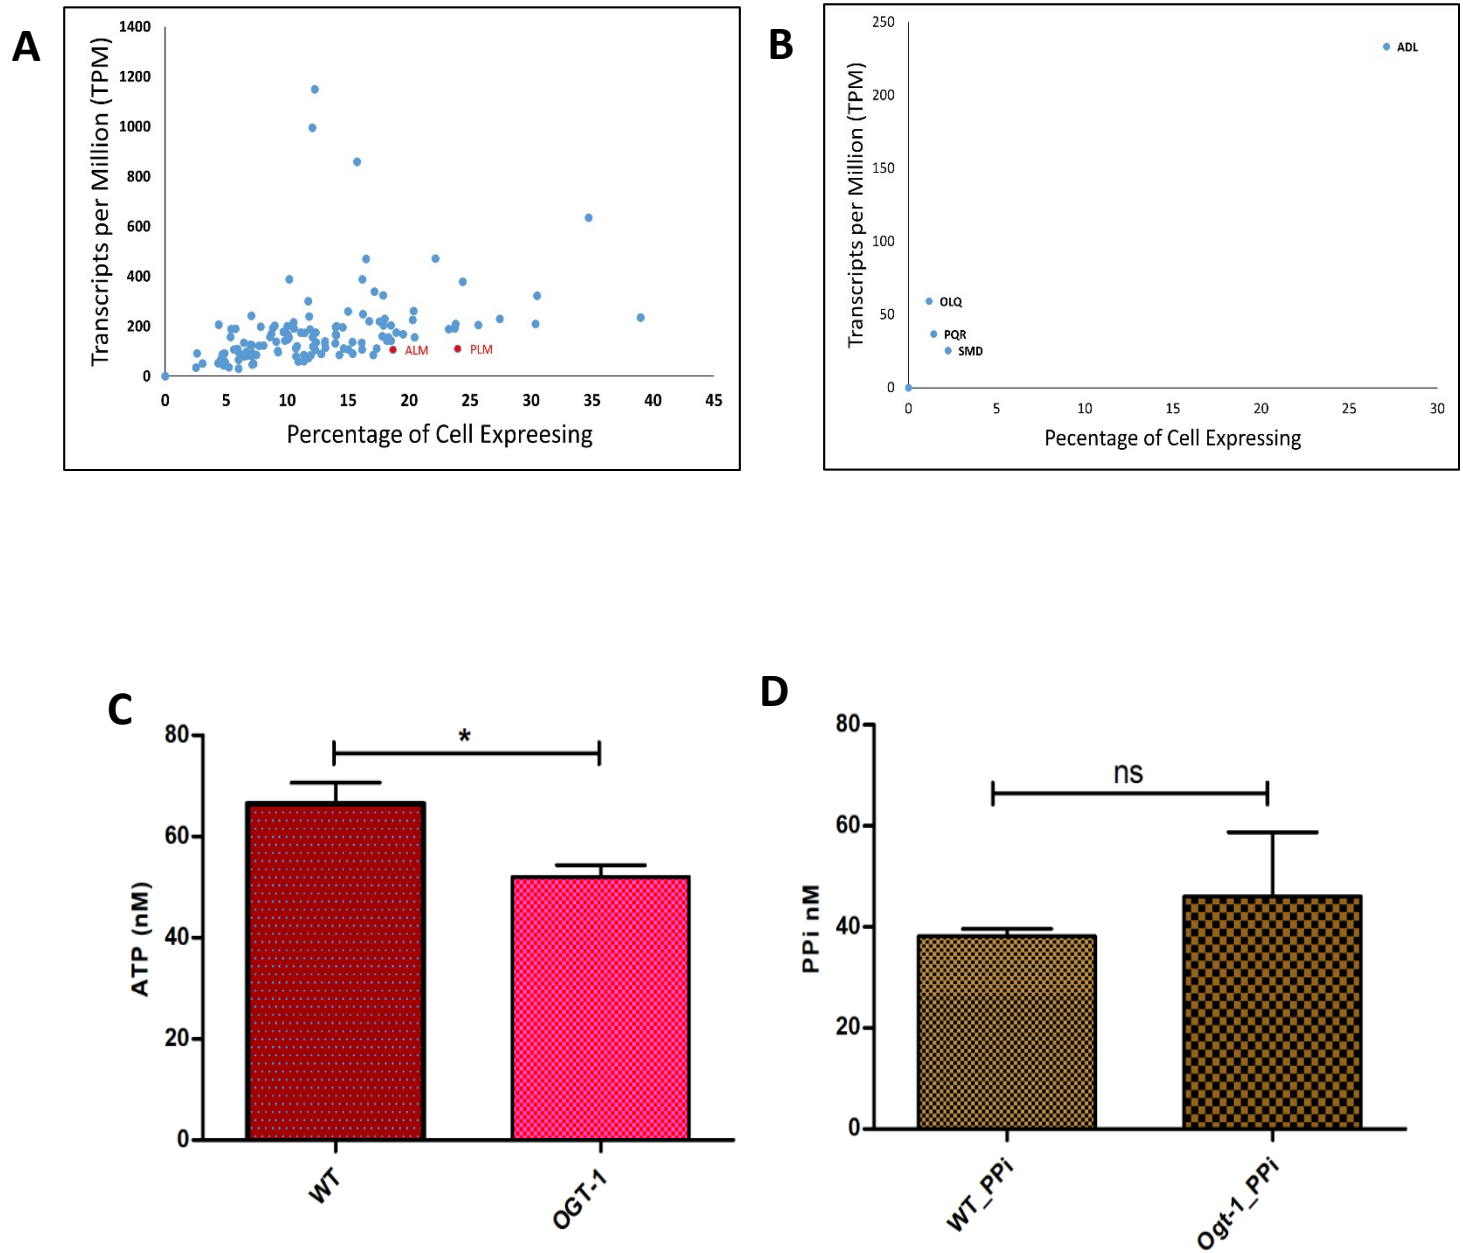 A
Transcripts per Million (TPM)
1400
1200
1000
800
600
400
200
0
ALM
PLM
0 5 10 15 20 25 30 35 40 45
Percentage of Cell Expreesing
B
Transcripts per Million (TPM)
250
200
150
100
50
0
ADL
OLQ
PQR
SMD
0 5 10 15 20 25 30
Pecentage of Cell Expressing
C
ATP (nM)
80
60
40
20
0
*
WT
OGT-1
D
PPi nM
80
60
40
20
0
ns
WT_PPi
Ogt-1_PPi